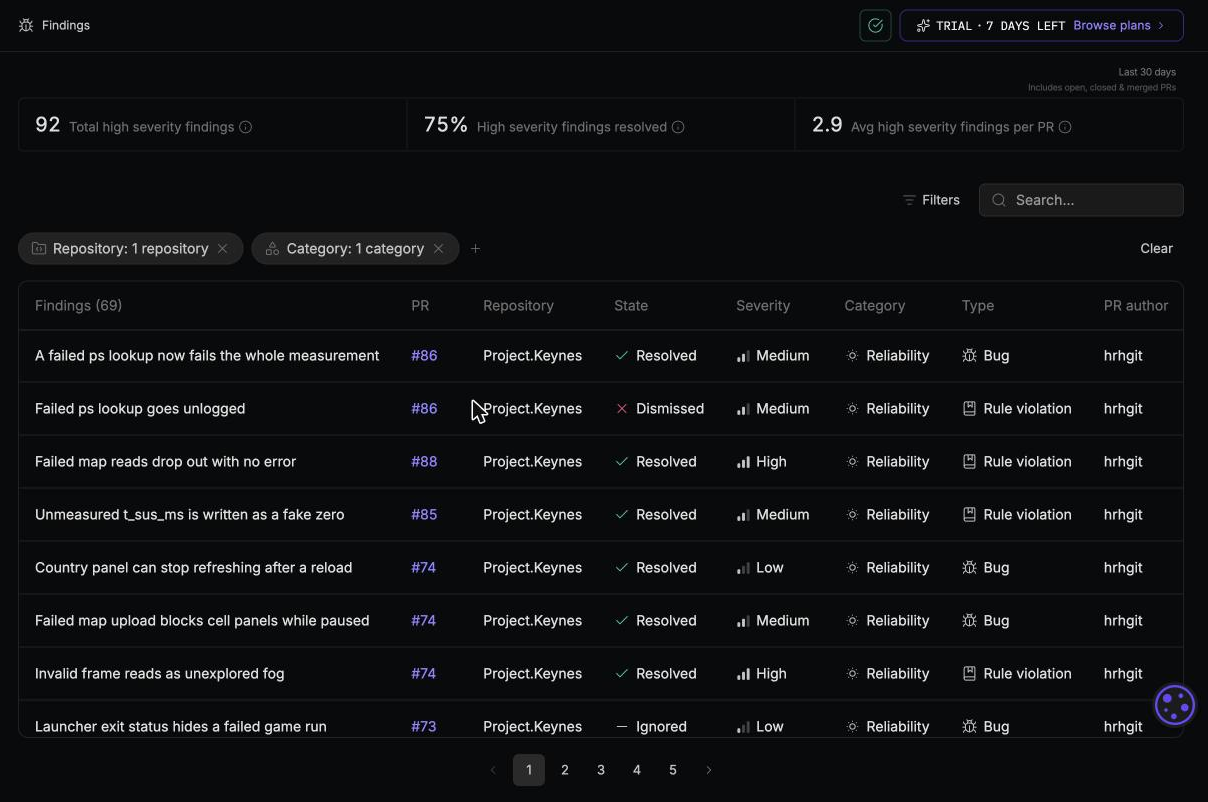 Findings
TRIAL · 7 DAYS LEFT Browse plans
Last 30 days
Includes open, closed & merged PRs
92 Total high severity findings
75% High severity findings resolved
2.9 Avg high severity findings per PR
Filters
Search...
Repository: 1 repository
Category: 1 category
Clear
Findings (69) PR Repository State Severity Category Type PR author
A failed ps lookup now fails the whole measurement #86 Project.Keynes Resolved Medium Reliability Bug hrhgit
Failed ps lookup goes unlogged #86 Project.Keynes Dismissed Medium Reliability Rule violation hrhgit
Failed map reads drop out with no error #88 Project.Keynes Resolved High Reliability Rule violation hrhgit
Unmeasured t_sus_ms is written as a fake zero #85 Project.Keynes Resolved Medium Reliability Rule violation hrhgit
Country panel can stop refreshing after a reload #74 Project.Keynes Resolved Low Reliability Bug hrhgit
Failed map upload blocks cell panels while paused #74 Project.Keynes Resolved Medium Reliability Bug hrhgit
Invalid frame reads as unexplored fog #74 Project.Keynes Resolved High Reliability Rule violation hrhgit
Launcher exit status hides a failed game run #73 Project.Keynes Ignored Low Reliability Bug hrhgit
1 2 3 4 5